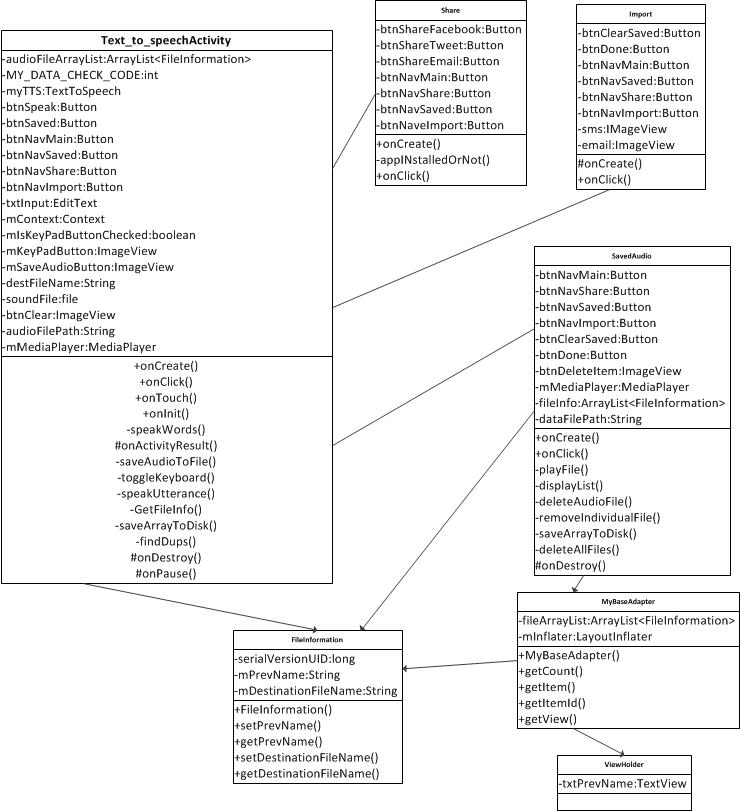 Text_to_speechActivity
-audioFileArrayList:ArrayList<FileInformation>
-MY_DATA_CHECK_CODE:int
-myTTS:TextToSpeech
-btnSpeak:Button
-btnSaved:Button
-btnNavMain:Button
-btnNavSaved:Button
-btnNavShare:Button
-btnNavImport:Button
-txtInput:EditText
-mContext:Context
-mIsKeyPadButtonChecked:boolean
-mKeyPadButton:ImageView
-mSaveAudioButton:ImageView
-destFileName:String
-soundFile:file
-btnClear:ImageView
-audioFilePath:String
-mMediaPlayer:MediaPlayer
+onCreate()
+onClick()
+onTouch()
+onInit()
-speakWords()
#onActivityResult()
-saveAudioToFile()
-toggleKeyboard()
-speakUtterance()
-GetFileInfo()
-saveArrayToDisk()
-findDups()
#onDestroy()
#onPause()
Share
-btnShareFacebook:Button
-btnShareTweet:Button
-btnShareEmail:Button
-btnNavMain:Button
-btnNavShare:Button
-btnNavSaved:Button
-btnNaveImport:Button
+onCreate()
-appINstalledOrNot()
+onClick()
Import
-btnClearSaved:Button
-btnDone:Button
-btnNavMain:Button
-btnNavSaved:Button
-btnNavShare:Button
-btnNavImport:Button
-sms:IMageView
-email:ImageView
#onCreate()
+onClick()
SavedAudio
-btnNavMain:Button
-btnNavShare:Button
-btnNavSaved:Button
-btnNavImport:Button
-btnClearSaved:Button
-btnDone:Button
-btnDeleteItem:ImageView
-mMediaPlayer:MediaPlayer
-fileInfo:ArrayList<FileInformation>
-dataFilePath:String
+onCreate()
+onClick()
-playFile()
-displayList()
-deleteAudioFile()
-removeIndividualFile()
-saveArrayToDisk()
-deleteAllFiles()
#onDestroy()
FileInformation
-serialVersionUID:long
-mPrevName:String
-mDestinationFileName:String
+FileInformation()
+setPrevName()
+getPrevName()
+setDestinationFileName()
+getDestinationFileName()
MyBaseAdapter
-fileArrayList:ArrayList<FileInformation>
-mInflater:LayoutInflater
+MyBaseAdapter()
+getCount()
+getItem()
+getItemId()
+getView()
ViewHolder
-txtPrevName:TextView